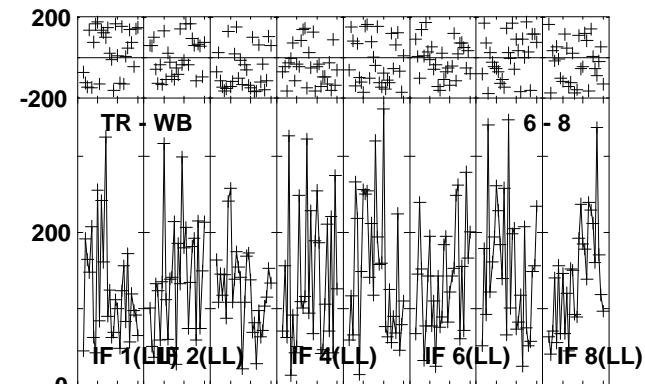 200
-200
TR - WB 6 - 8
200
IF 1(LL) IF 2(LL) IF 4(LL) IF 6(LL) IF 8(LL)
0